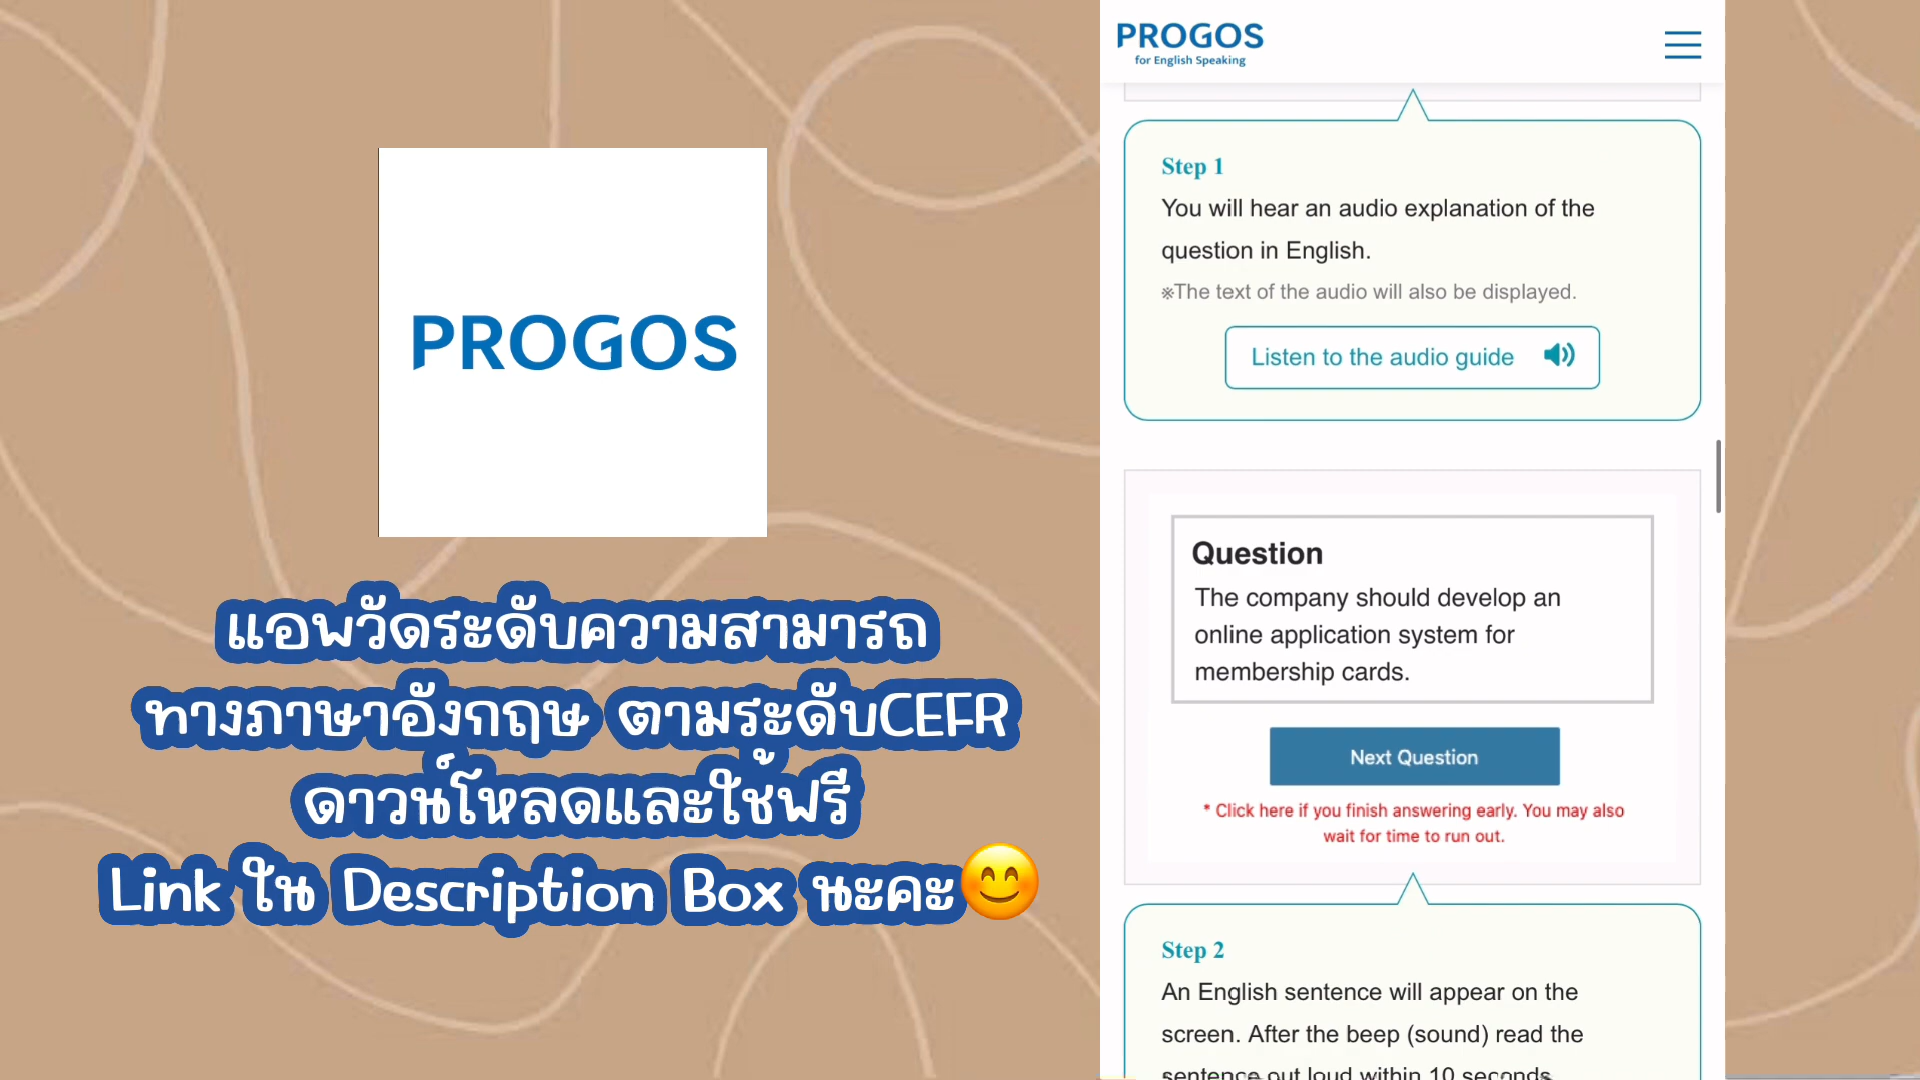 PROGOS
แอพวัดระดับความสามารถ
ทางภาษาอังกฤษ ตามระดับCEFR
ดาวน์โหลดและใช้ฟรี
Link ใน Description Box นะคะ😊
PROGOS
for English Speaking
Step 1
You will hear an audio explanation of the
question in English.
※The text of the audio will also be displayed.
Listen to the audio guide
Question
The company should develop an
online application system for
membership cards.
Next Question
* Click here if you finish answering early. You may also
wait for time to run out.
Step 2
An English sentence will appear on the
screen. After the beep (sound) read the
sentence out loud within 10 seconds.